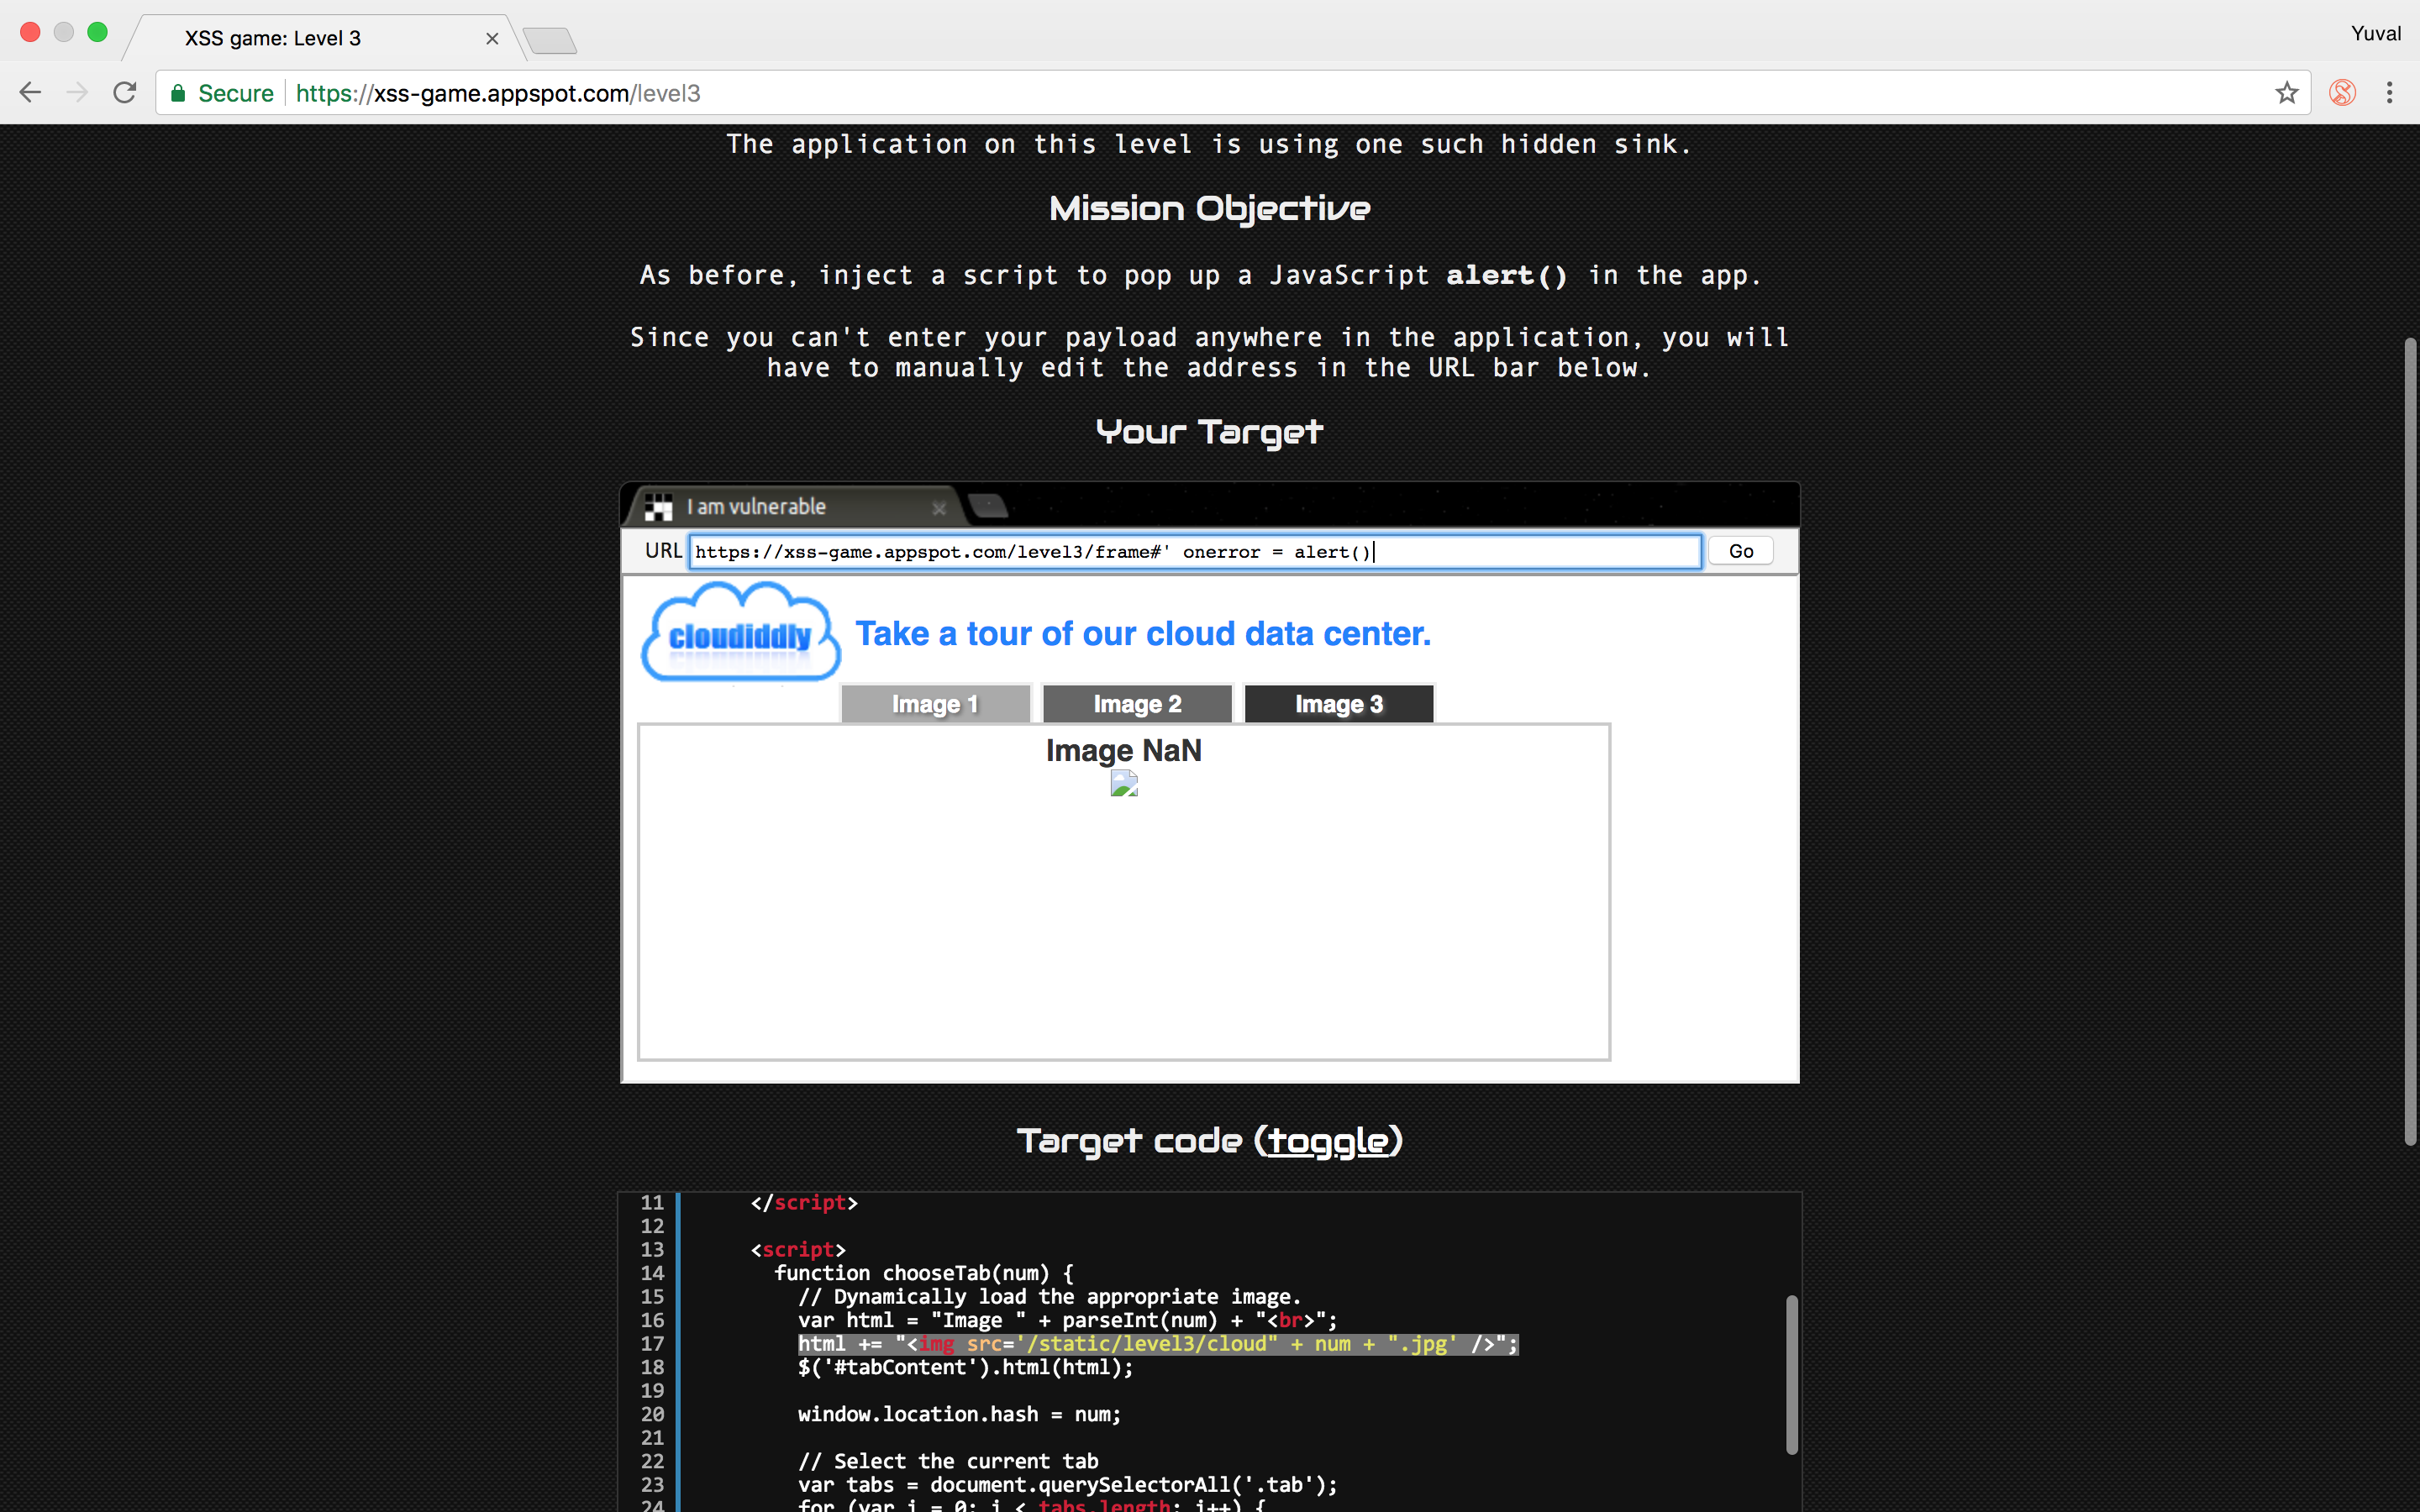 XSS game: Level 3
Yuval
Secure https://xss-game.appspot.com/level3
The application on this level is using one such hidden sink.
Mission Objective
As before, inject a script to pop up a JavaScript alert() in the app.
Since you can't enter your payload anywhere in the application, you will
have to manually edit the address in the URL bar below.
Your Target
I am vulnerable
URL https://xss-game.appspot.com/level3/frame#' onerror = alert() Go
cloudiddly Take a tour of our cloud data center.
Image 1 Image 2 Image 3
Image NaN
Target code (toggle)
11 </script>
12
13 <script>
14 function chooseTab(num) {
15 // Dynamically load the appropriate image.
16 var html = "Image " + parseInt(num) + "<br>";
17 html += "<img src='/static/level3/cloud" + num + ".jpg' />";
18 $('#tabContent').html(html);
19
20 window.location.hash = num;
21
22 // Select the current tab
23 var tabs = document.querySelectorAll('.tab');
24 for (var i = 0; i < tabs.length; i++) {